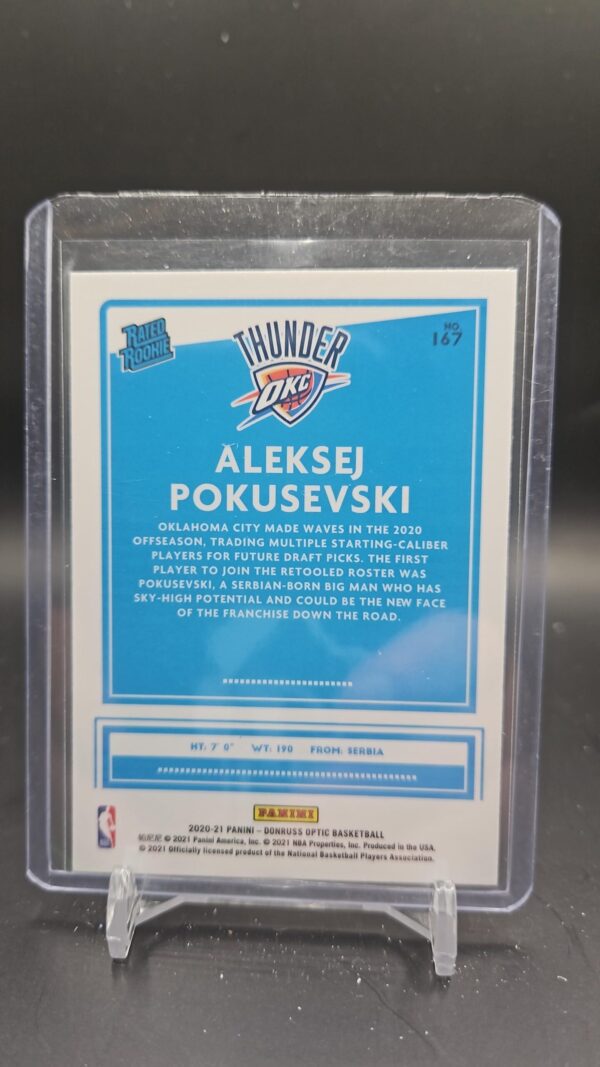 RATED
ROOKIE
THUNDER
OKC
NO.
167
ALEKSEJ
POKUSEVSKI
OKLAHOMA CITY MADE WAVES IN THE 2020
OFFSEASON, TRADING MULTIPLE STARTING-CALIBER
PLAYERS FOR FUTURE DRAFT PICKS. THE FIRST
PLAYER TO JOIN THE RETOOLED ROSTER WAS
POKUSEVSKI, A SERBIAN-BORN BIG MAN WHO HAS
SKY-HIGH POTENTIAL AND COULD BE THE NEW FACE
OF THE FRANCHISE DOWN THE ROAD.
HT: 7' 0" WT: 190 FROM: SERBIA
PANINI
2020-21 PANINI – DONRUSS OPTIC BASKETBALL
© 2021 Panini America, Inc. © 2021 NBA Properties, Inc. Produced in the USA.
© 2021 Officially licensed product of the National Basketball Players Association.